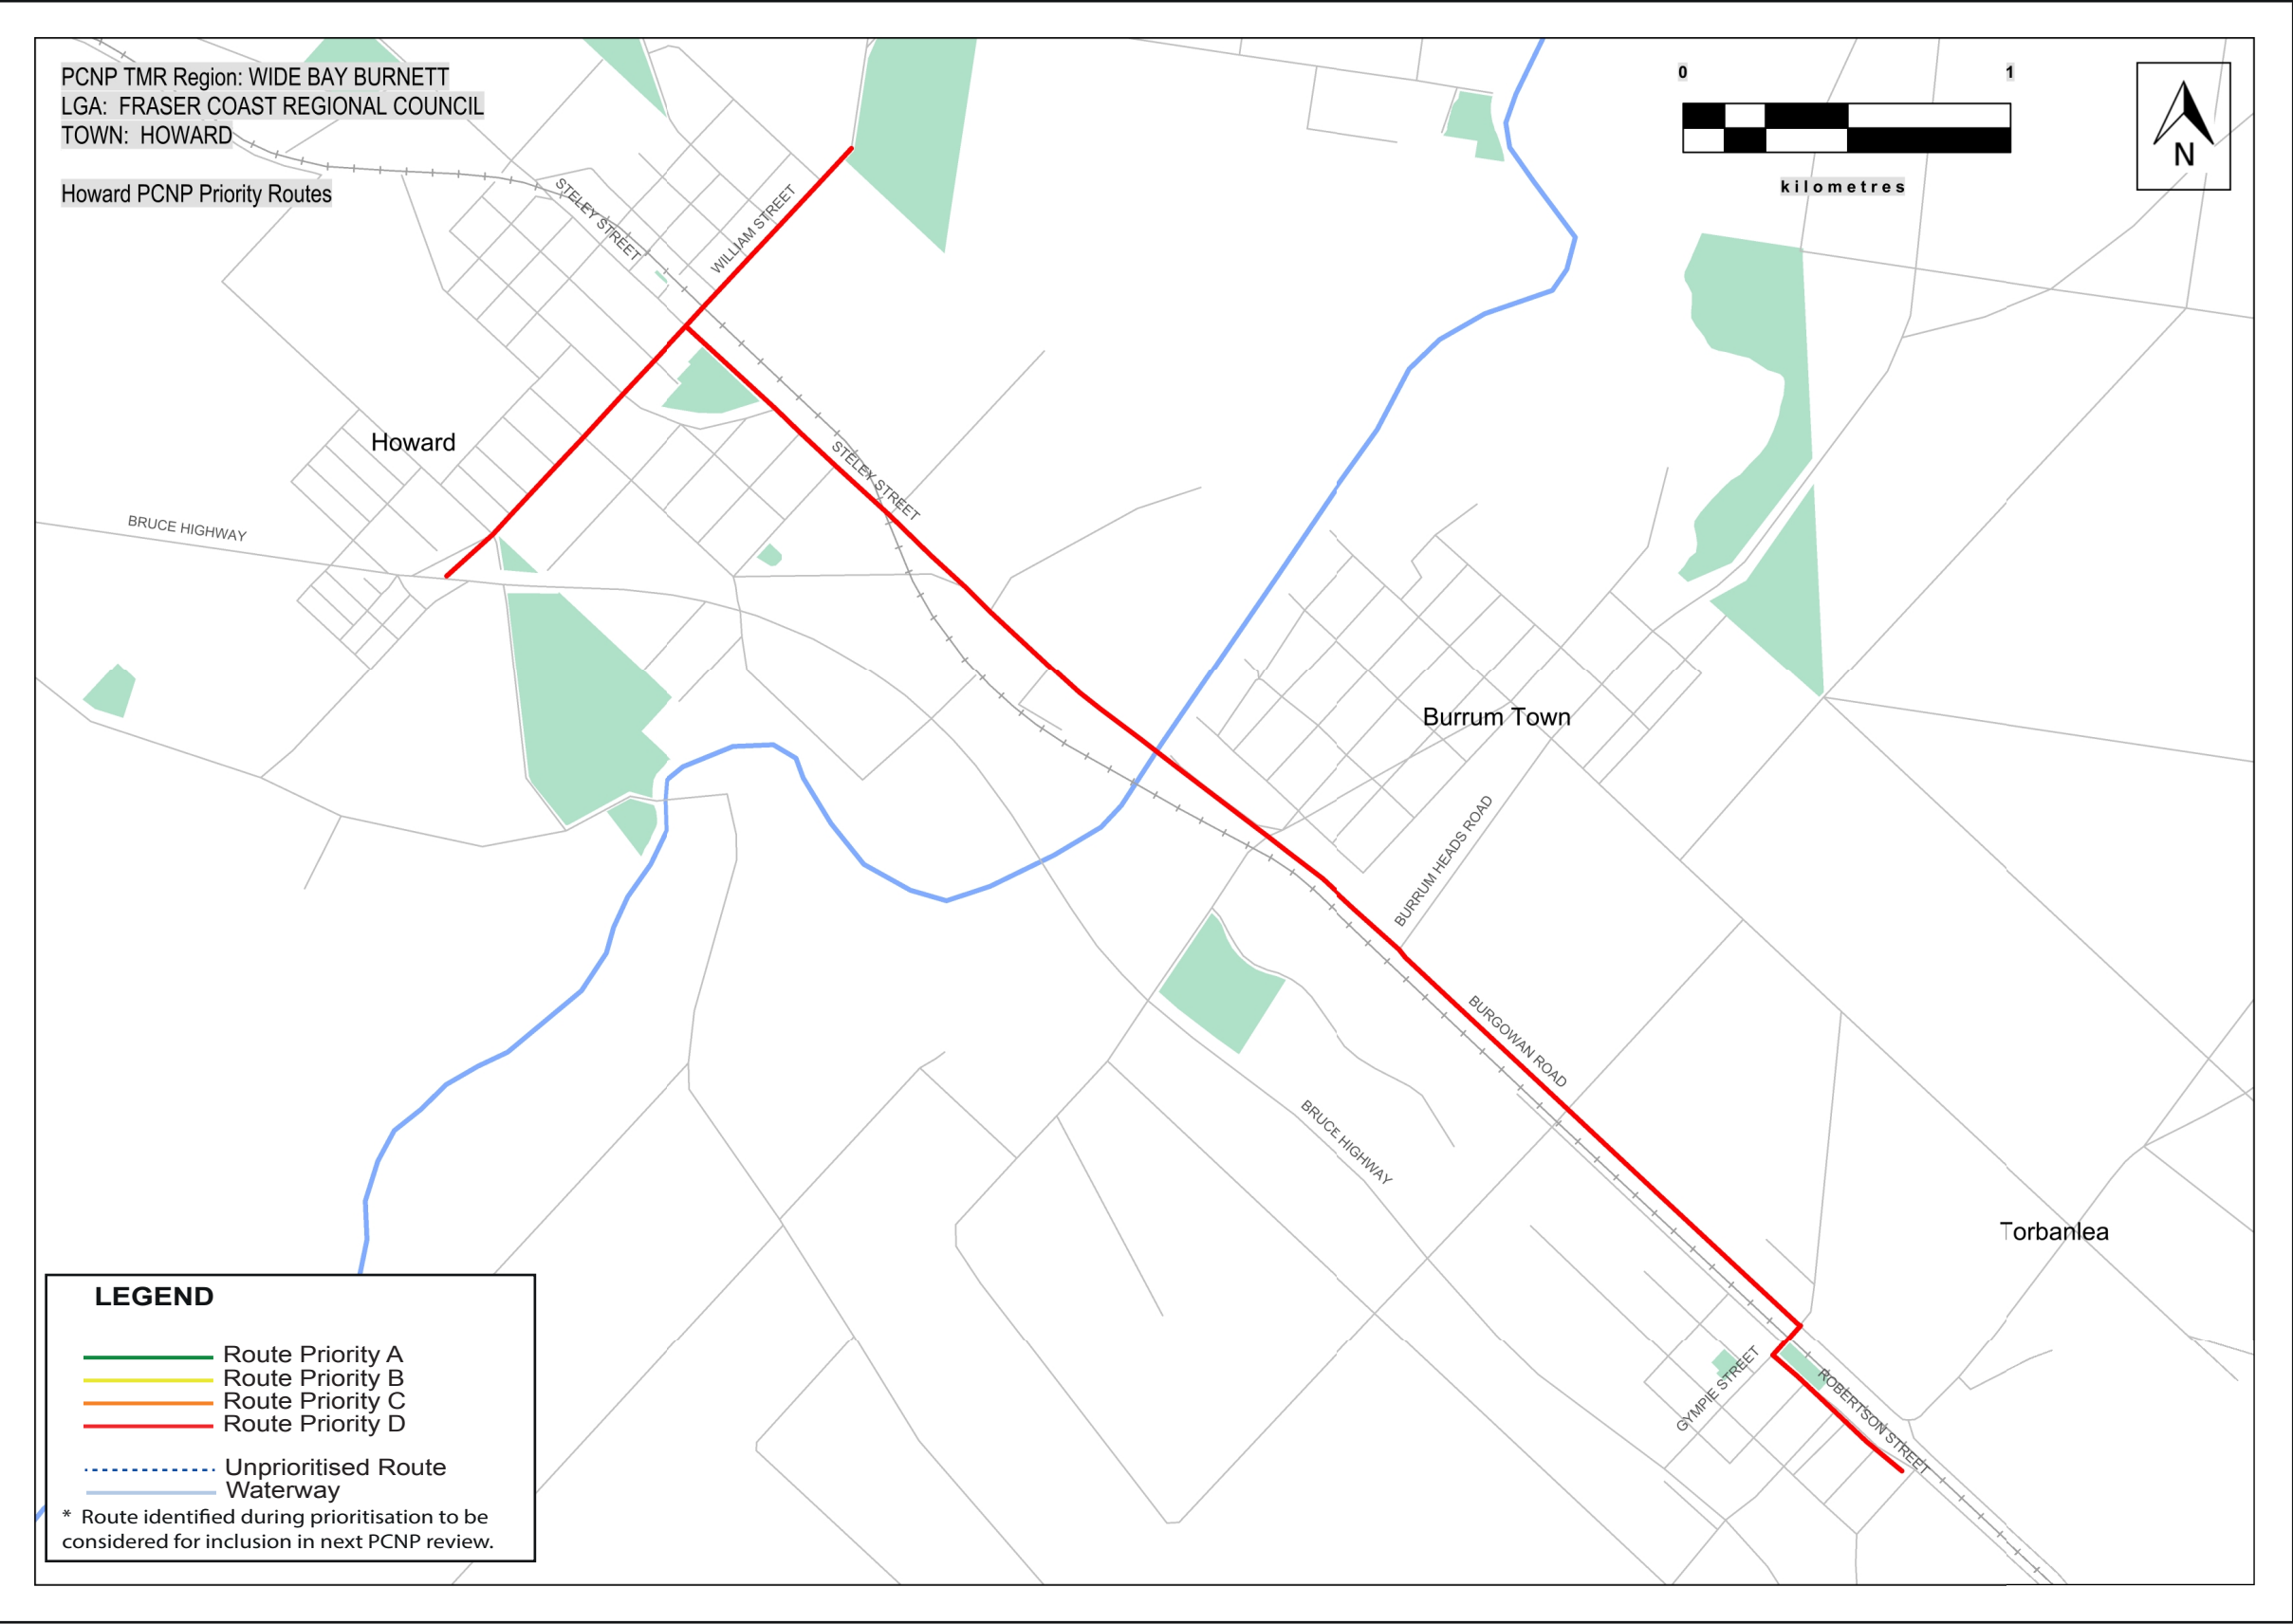 PCNP TMR Region: WIDE BAY BURNETT
LGA:  FRASER COAST REGIONAL COUNCIL
TOWN:  HOWARD
Howard PCNP Priority Routes
0
1
kilometres
N
STELEY STREET
WILLIAM STREET
Howard
STELEY STREET
BRUCE HIGHWAY
Burrum Town
BURRUM HEADS ROAD
BURGOWAN ROAD
BRUCE HIGHWAY
Torbanlea
GYMPIE STREET
ROBERTSON STREET
LEGEND
Route Priority A
Route Priority B
Route Priority C
Route Priority D
Unprioritised Route
Waterway
*  Route identified during prioritisation to be
considered for inclusion in next PCNP review.